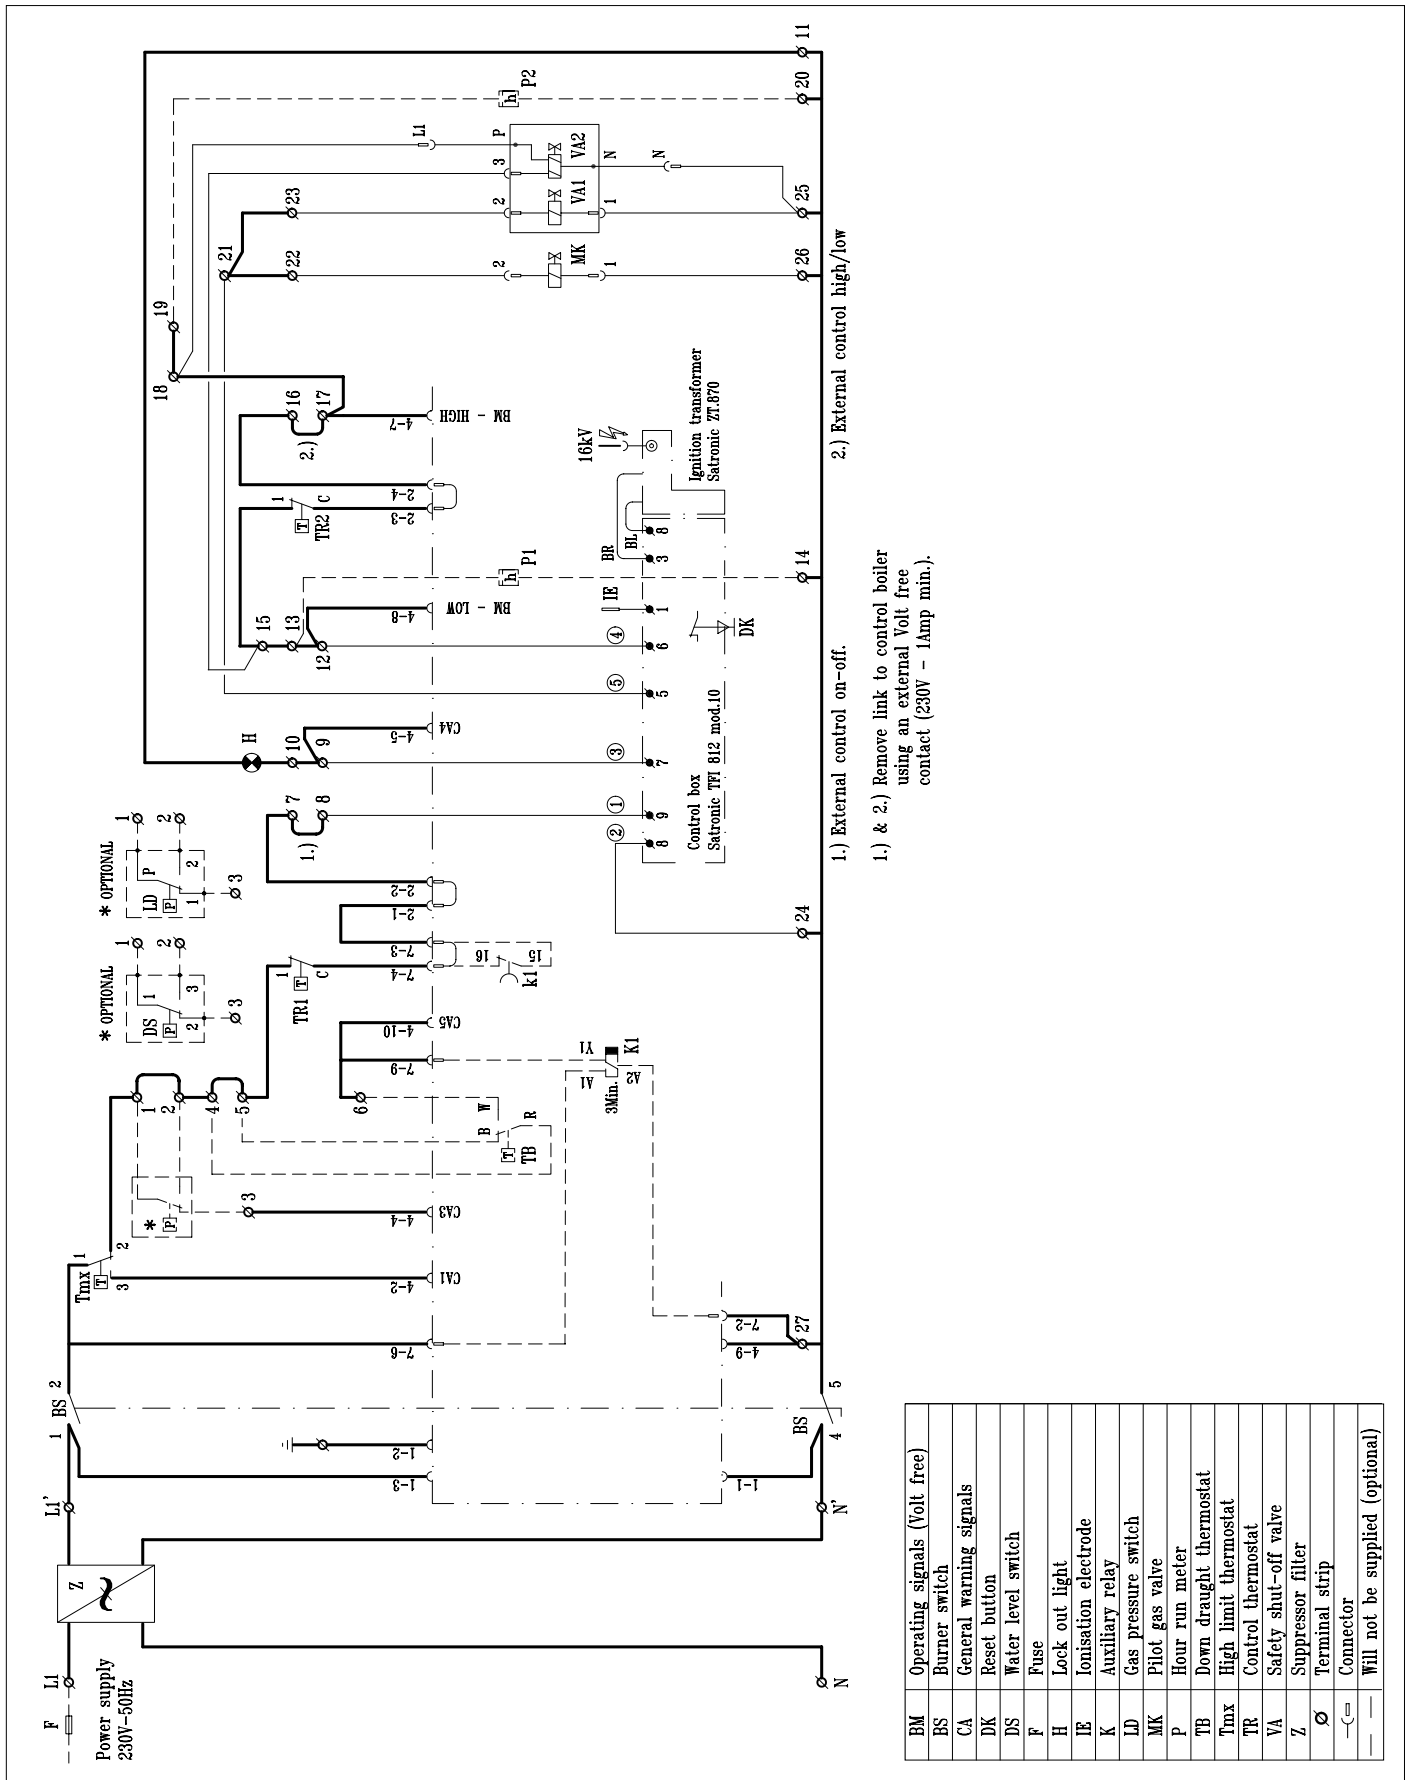 F
L1
Power supply
230V-50Hz
N
Z
L1'
N'
BS
1
2
BS
4
5
1-3
1-2
1-1
7-6
4-9
7-2
27
Tmx
T
1
2
3
4-2
CA1
* P
3
4-4
CA3
1
2
4
5
6
B
W
R
T
TB
7-9
4-10
CA5
A1
Y1
K1
A2
3Min.
* OPTIONAL
DS
P
1
2
3
1
2
3
* OPTIONAL
LD
P
P
1
2
1
2
3
TR1
T
1
C
7-4
7-3
16
15
k1
2-1
2-2
24
7
8
1.)
1
2
8
9
Control box
Satronic TFI 812 mod.10
H
10
9
4-5
CA4
3
7
5
5
15
13
12
4
6
4-8
BM - LOW
IE
1
DK
h
P1
14
TR2
T
1
C
2-3
2-4
BR
BL
3
8
16
17
2.)
4-7
BM - HIGH
16kV
Ignition transformer
Satronic ZT.870
18
19
21
22
23
2
MK
1
26
2
VA1
1
25
3
P
VA2
N
N
L1
h
P2
20
11
1.) External control on-off.
2.) External control high/low
1.) & 2.) Remove link to control boiler
using an external Volt free
contact (230V - 1Amp min.).
BM Operating signals (Volt free)
BS Burner switch
CA General warning signals
DK Reset button
DS Water level switch
F Fuse
H Lock out light
IE Ionisation electrode
K Auxiliary relay
LD Gas pressure switch
MK Pilot gas valve
P Hour run meter
TB Down draught thermostat
Tmx High limit thermostat
TR Control thermostat
VA Safety shut-off valve
Z Suppressor filter
Terminal strip
Connector
Will not be supplied (optional)